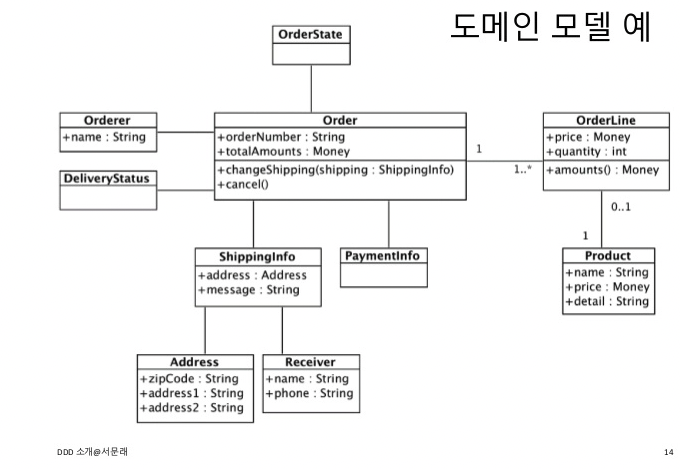 도메인 모델 예
OrderState
Orderer
+name : String
Order
+orderNumber : String
+totalAmounts : Money
+changeShipping(shipping : ShippingInfo)
+cancel()
1
1..*
OrderLine
+price : Money
+quantity : int
+amounts() : Money
DeliveryStatus
0..1
1
ShippingInfo
+address : Address
+message : String
PaymentInfo
Product
+name : String
+price : Money
+detail : String
Address
+zipCode : String
+address1 : String
+address2 : String
Receiver
+name : String
+phone : String
DDD 소개@서문래
14